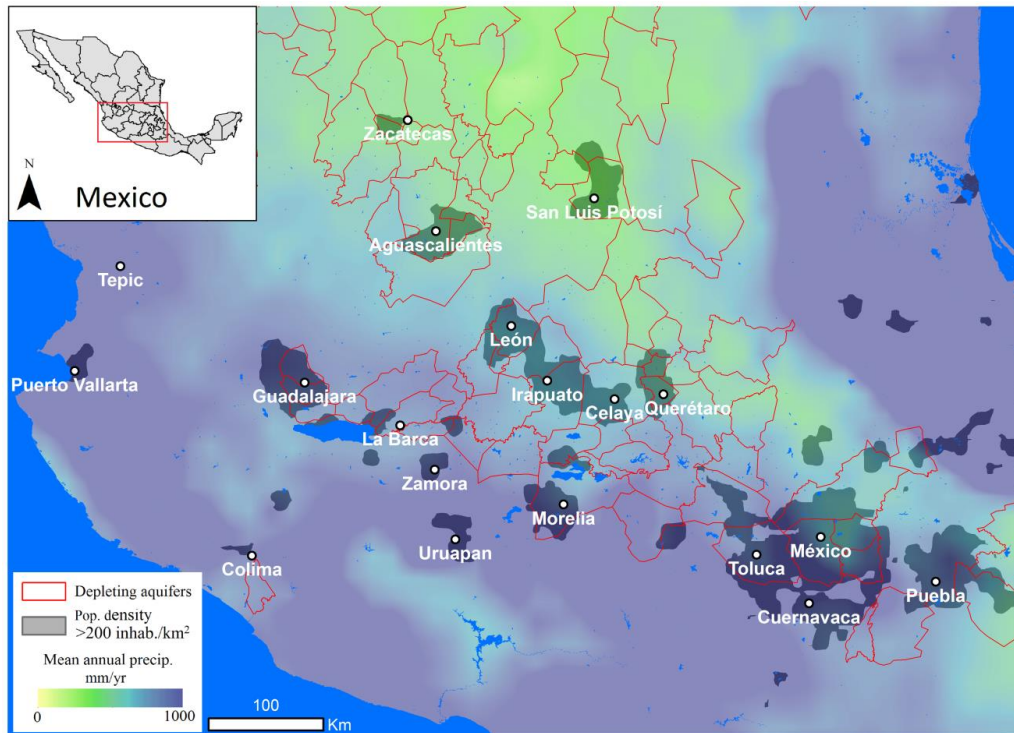 N
Mexico
Zacatecas
San Luis Potosí
Aguascalientes
Tepic
León
Puerto Vallarta
Guadalajara
Irapuato
Celaya
Querétaro
La Barca
Zamora
Morelia
Uruapan
México
Colima
Toluca
Puebla
Cuernavaca
Depleting aquifers
Pop. density
>200 inhab./km²
Mean annual precip.
mm/yr
0 1000
100
Km